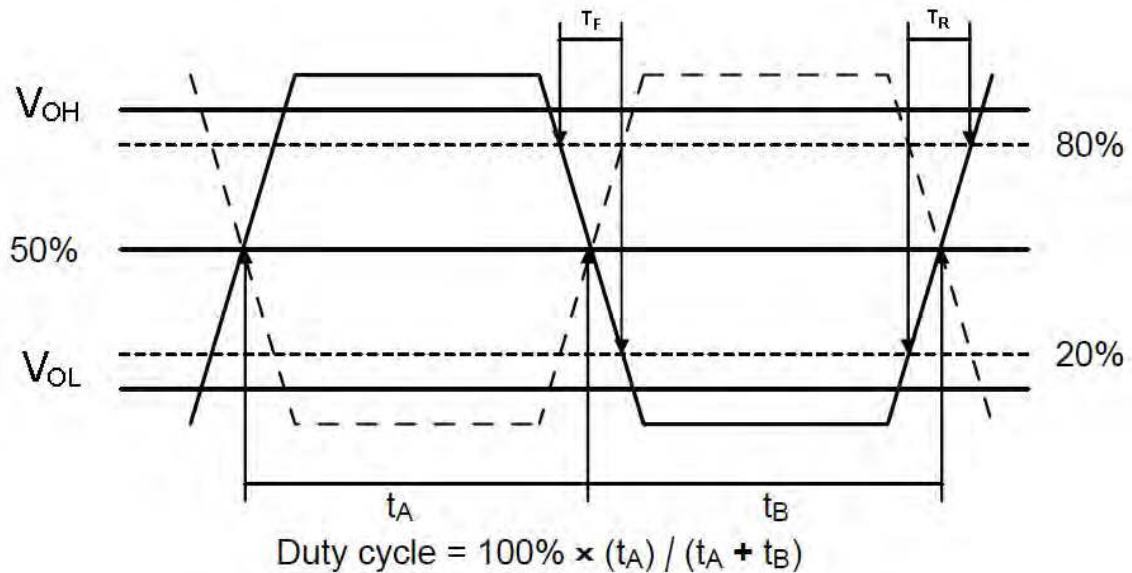 TF TR
VOH
80%
50%
20%
VOL
tA tB
Duty cycle = 100% × (tA) / (tA + tB)